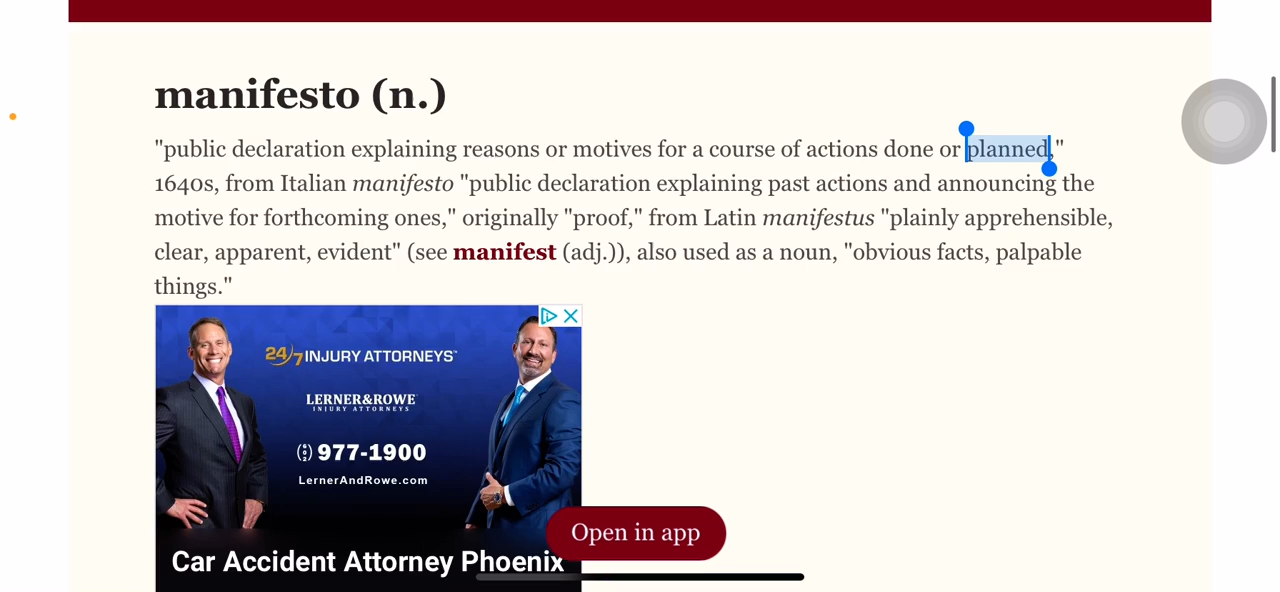 manifesto (n.)
"public declaration explaining reasons or motives for a course of actions done or planned,"
1640s, from Italian manifesto "public declaration explaining past actions and announcing the
motive for forthcoming ones," originally "proof," from Latin manifestus "plainly apprehensible,
clear, apparent, evident" (see manifest (adj.)), also used as a noun, "obvious facts, palpable
things."
24/7 INJURY ATTORNEYS℠
LERNER&ROWE
INJURY ATTORNEYS
(602) 977-1900
LernerAndRowe.com
Car Accident Attorney Phoenix
Open in app